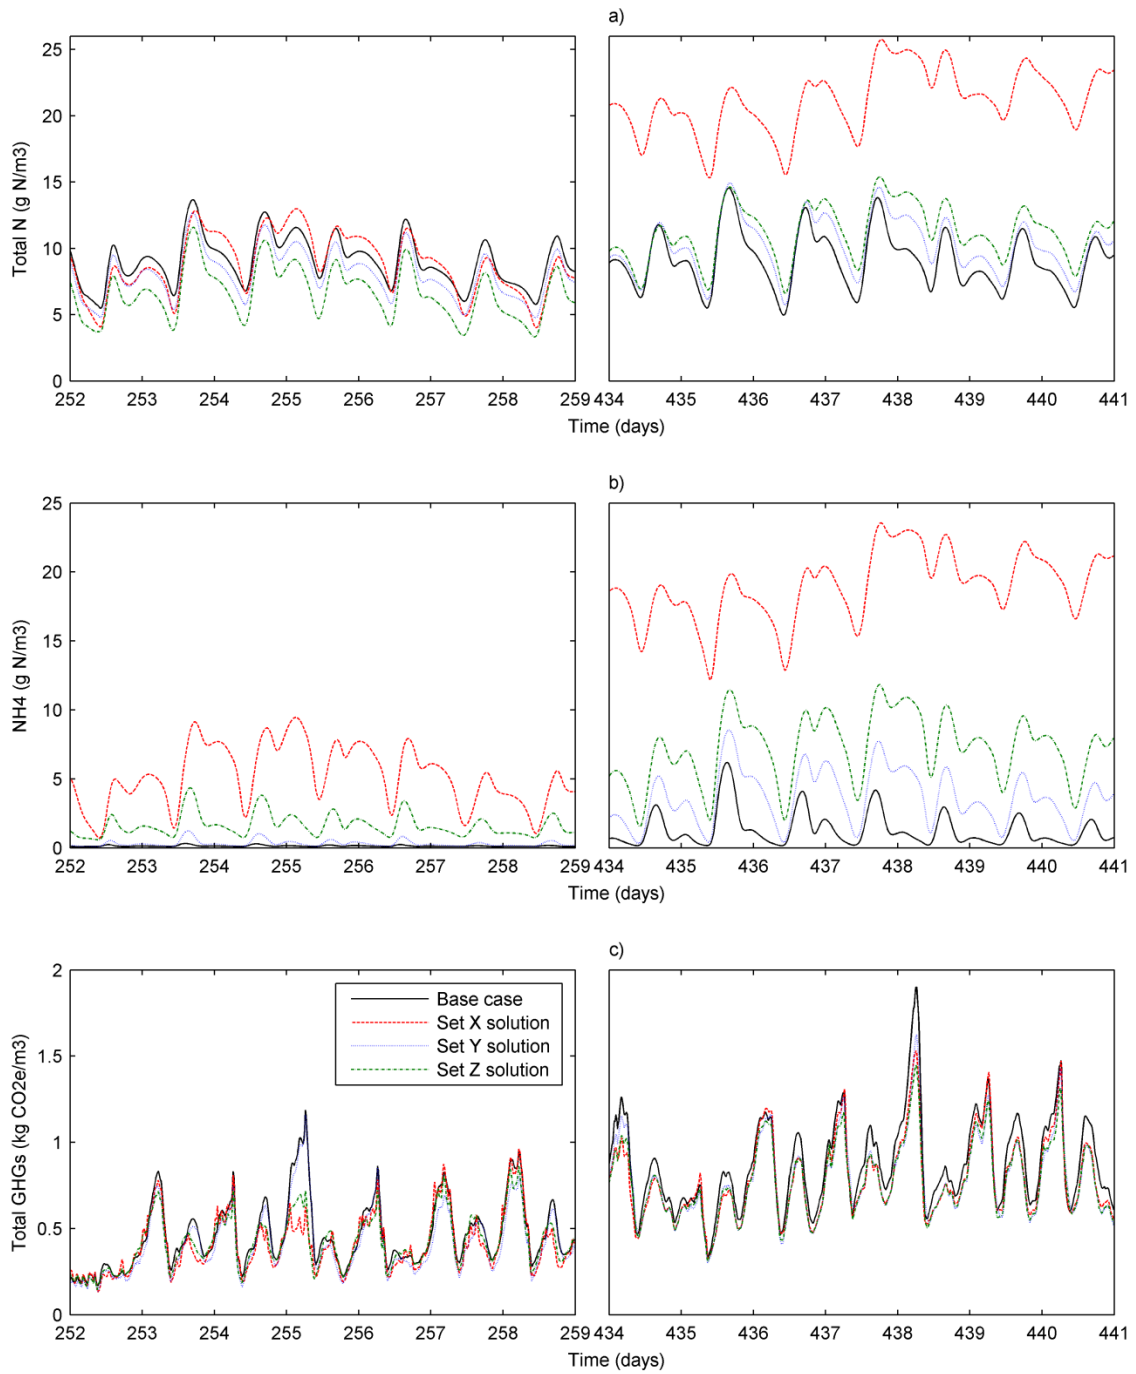 a)
Total N (g N/m3)
25
20
15
10
5
0
252 253 254 255 256 257 258 259 434 435 436 437 438 439 440 441
Time (days)
b)
NH4 (g N/m3)
25
20
15
10
5
0
252 253 254 255 256 257 258 259 434 435 436 437 438 439 440 441
Time (days)
c)
Total GHGs (kg CO2e/m3)
2
1.5
1
0.5
0
Base case
Set X solution
Set Y solution
Set Z solution
252 253 254 255 256 257 258 259 434 435 436 437 438 439 440 441
Time (days)